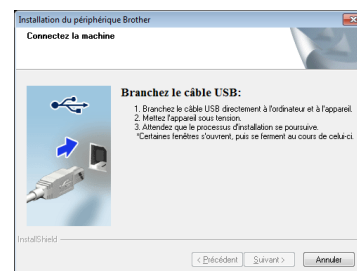 Installation du périphérique Brother
Connectez la machine
Branchez le câble USB:
1. Branchez le câble USB directement à l'ordinateur et à l'appareil.
2. Mettez l'appareil sous tension.
3. Attendez que le processus d'installation se poursuive.
*Certaines fenêtres s'ouvrent, puis se ferment au cours de celui-ci.
InstallShield
< Précédent Suivant > Annuler